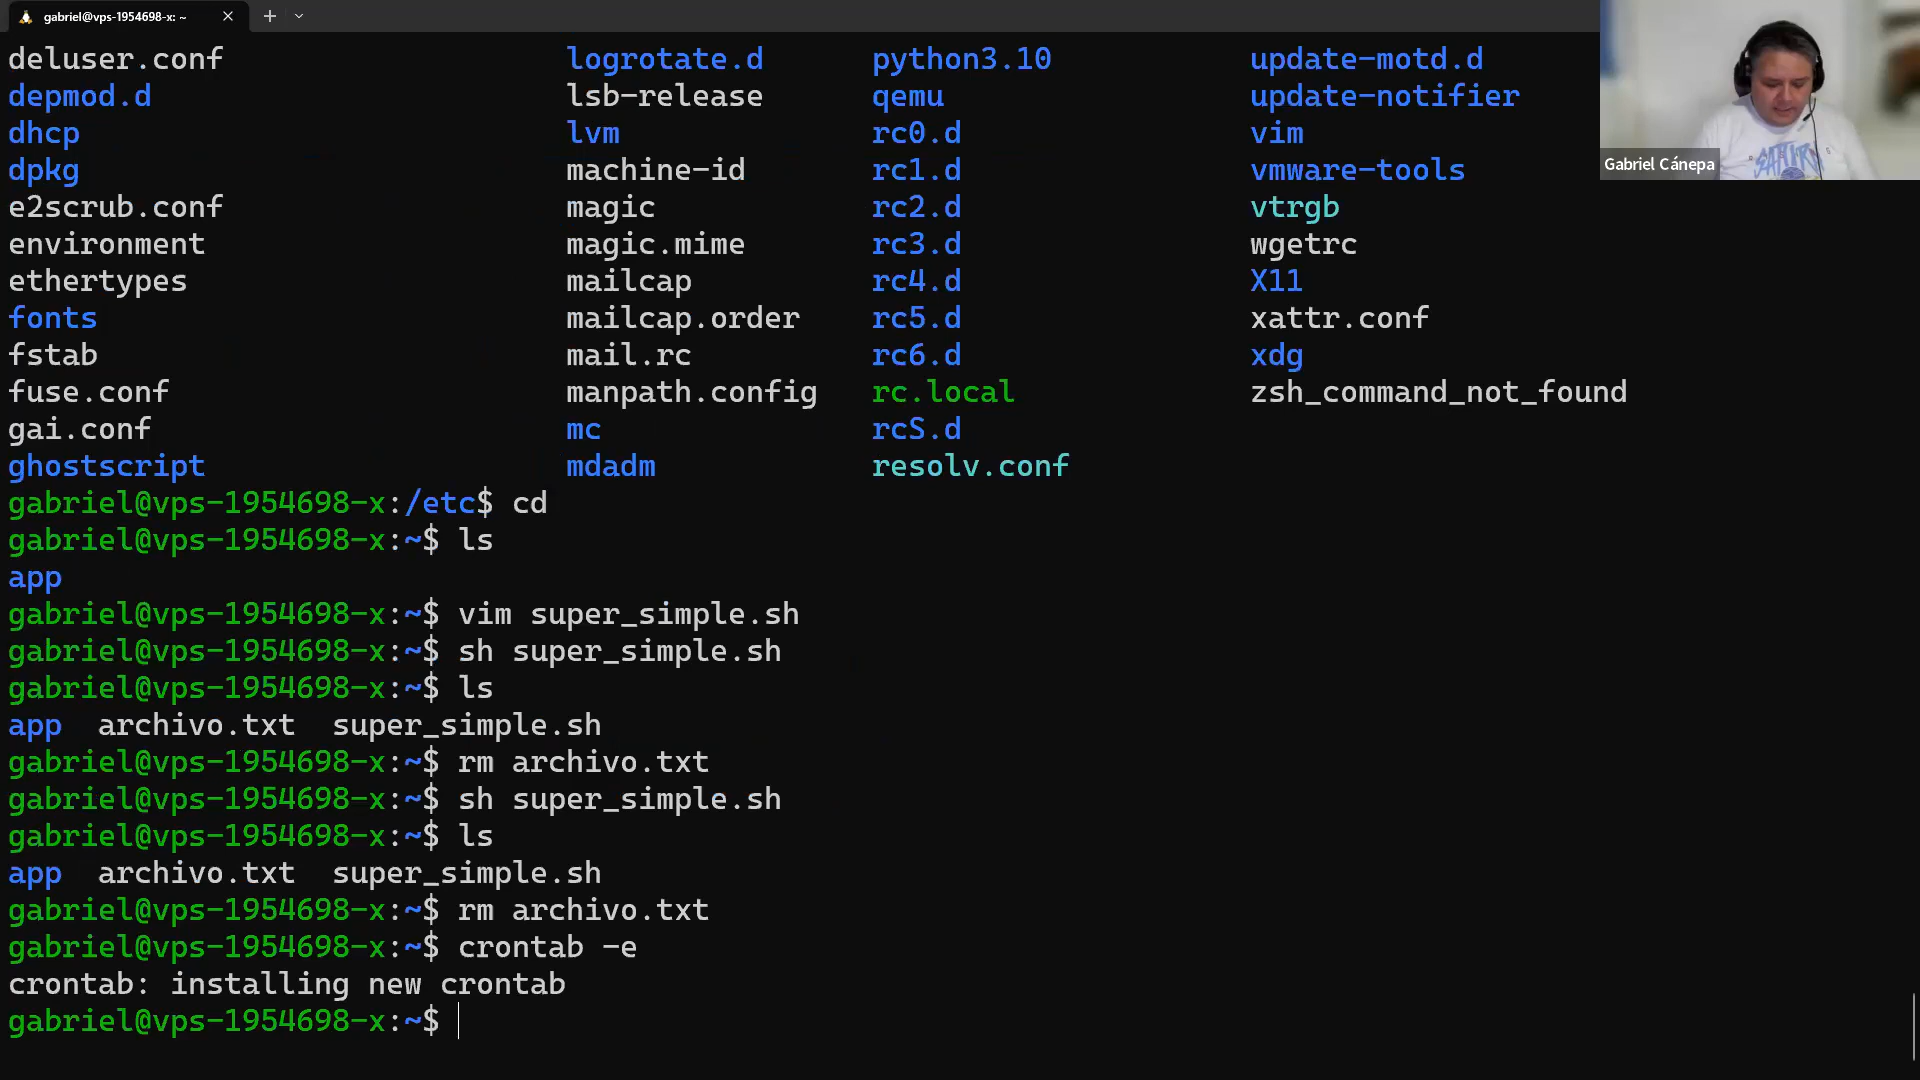 gabriel@vps-1954698-x: ~
Gabriel Cánepa
deluser.conf logrotate.d python3.10 update-motd.d
depmod.d lsb-release qemu update-notifier
dhcp lvm rc0.d vim
dpkg machine-id rc1.d vmware-tools
e2scrub.conf magic rc2.d vtrgb
environment magic.mime rc3.d wgetrc
ethertypes mailcap rc4.d X11
fonts mailcap.order rc5.d xattr.conf
fstab mail.rc rc6.d xdg
fuse.conf manpath.config rc.local zsh_command_not_found
gai.conf mc rcS.d
ghostscript mdadm resolv.conf
gabriel@vps-1954698-x:/etc$ cd
gabriel@vps-1954698-x:~$ ls
app
gabriel@vps-1954698-x:~$ vim super_simple.sh
gabriel@vps-1954698-x:~$ sh super_simple.sh
gabriel@vps-1954698-x:~$ ls
app archivo.txt super_simple.sh
gabriel@vps-1954698-x:~$ rm archivo.txt
gabriel@vps-1954698-x:~$ sh super_simple.sh
gabriel@vps-1954698-x:~$ ls
app archivo.txt super_simple.sh
gabriel@vps-1954698-x:~$ rm archivo.txt
gabriel@vps-1954698-x:~$ crontab -e
crontab: installing new crontab
gabriel@vps-1954698-x:~$